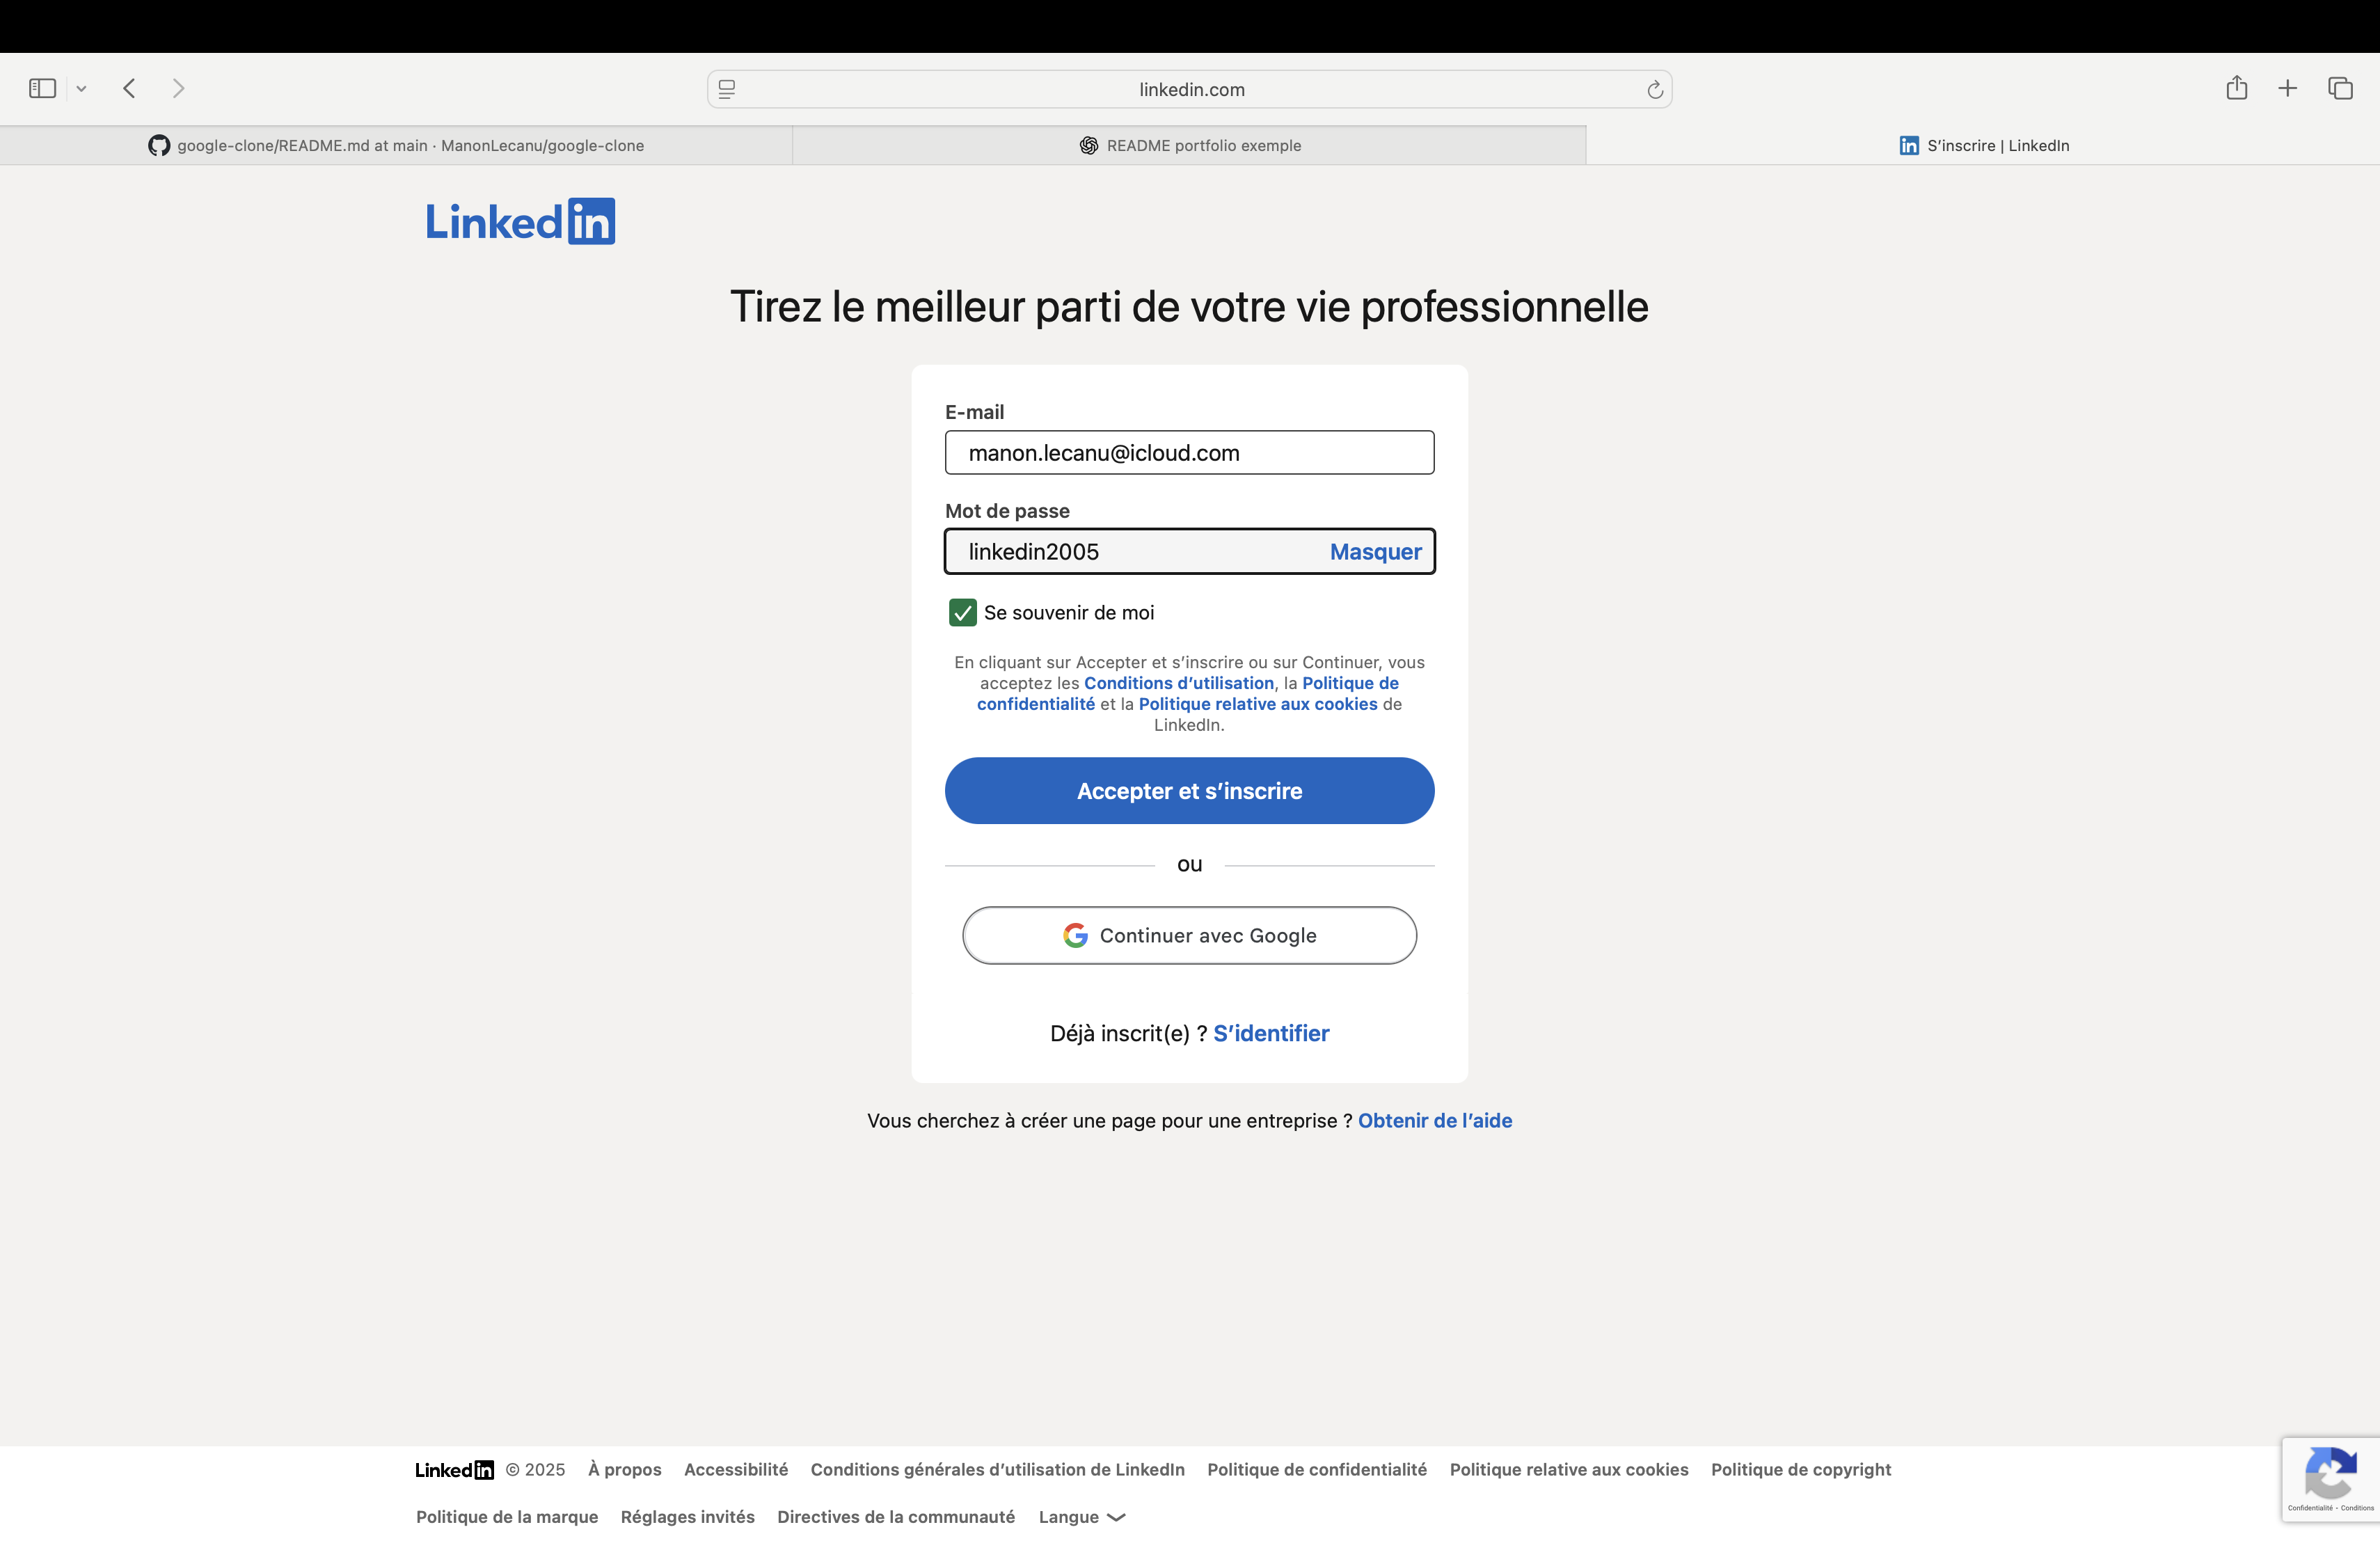 linkedin.com
google-clone/README.md at main · ManonLecanu/google-clone
README portfolio exemple
S’inscrire | LinkedIn
LinkedIn
Tirez le meilleur parti de votre vie professionnelle
E-mail
manon.lecanu@icloud.com
Mot de passe
linkedin2005 Masquer
Se souvenir de moi
En cliquant sur Accepter et s’inscrire ou sur Continuer, vous
acceptez les Conditions d’utilisation, la Politique de
confidentialité et la Politique relative aux cookies de
LinkedIn.
Accepter et s’inscrire
ou
Continuer avec Google
Déjà inscrit(e) ? S’identifier
Vous cherchez à créer une page pour une entreprise ? Obtenir de l’aide
LinkedIn © 2025 À propos Accessibilité Conditions générales d’utilisation de LinkedIn Politique de confidentialité Politique relative aux cookies Politique de copyright
Confidentialité - Conditions
Politique de la marque Réglages invités Directives de la communauté Langue